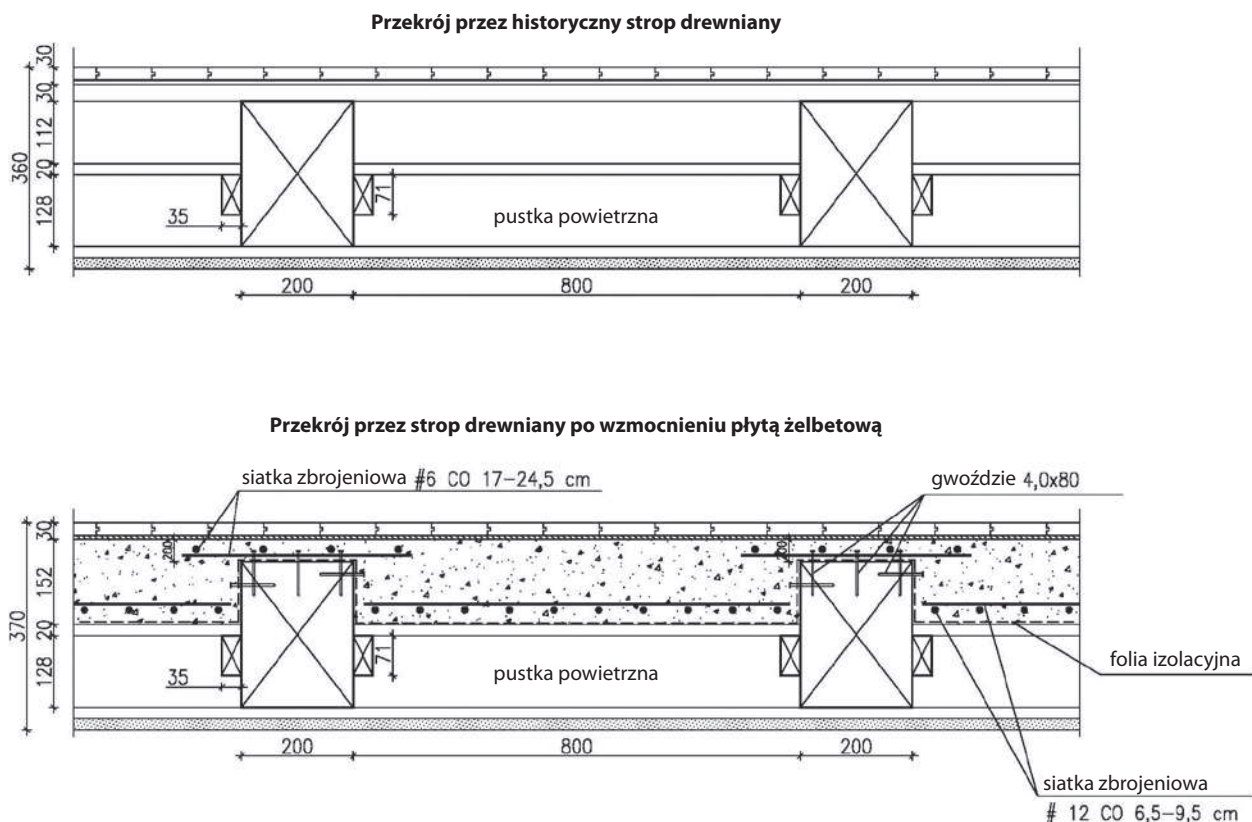 Przekrój przez historyczny strop drewniany
30
30
112
20
128
360
35
71
pustka powietrzna
200
800
200
Przekrój przez strop drewniany po wzmocnieniu płytą żelbetową
siatka zbrojeniowa #6 CO 17-24,5 cm
gwoździe 4,0x80
30
200
200
152
20
128
370
35
71
pustka powietrzna
folia izolacyjna
200
800
200
siatka zbrojeniowa
# 12 CO 6,5-9,5 cm